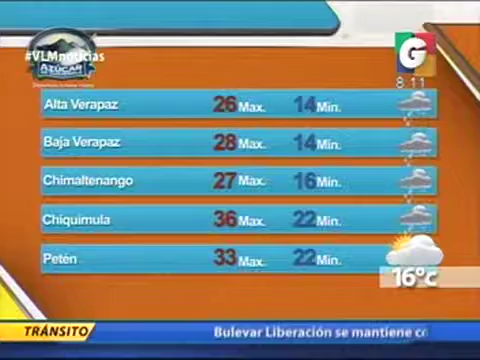 #VLMnoticias
AZÚCAR
G
8:11
Alta Verapaz 26 Max. 14 Min.
Baja Verapaz 28 Max. 14 Min.
Chimaltenango 27 Max. 16 Min.
Chiquimula 36 Max. 22 Min.
Petén 33 Max. 22 Min.
16°c
TRÁNSITO Bulevar Liberación se mantiene